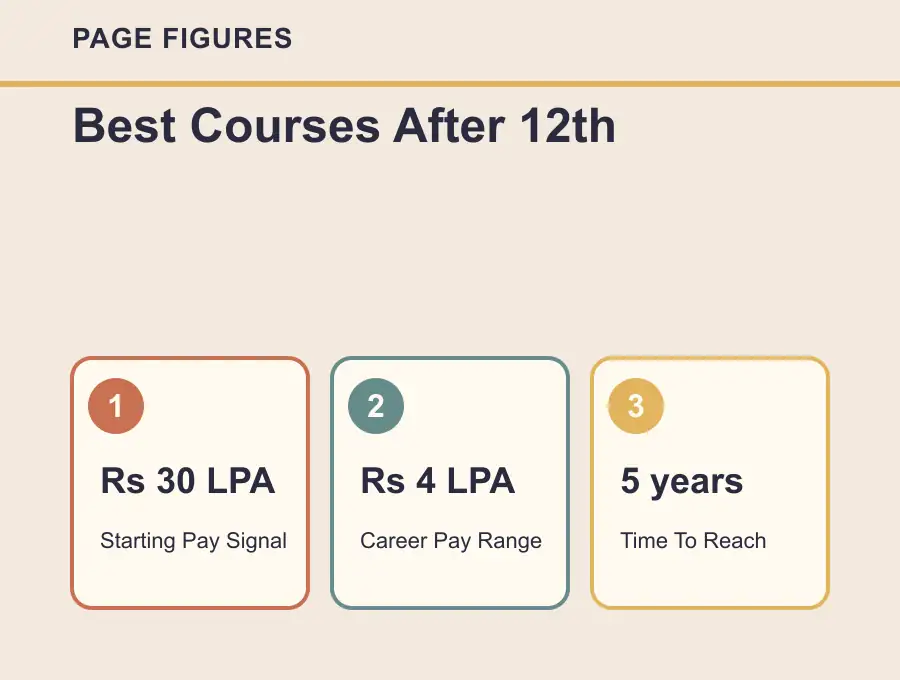 PAGE FIGURES
Best Courses After 12th
1
Rs 30 LPA
Starting Pay Signal
2
Rs 4 LPA
Career Pay Range
3
5 years
Time To Reach